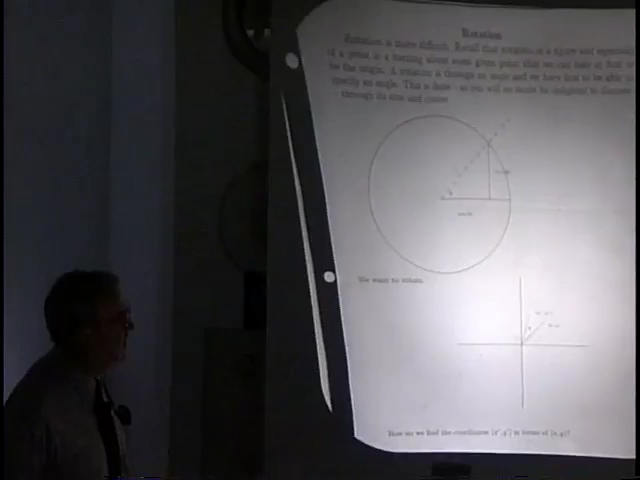 Rotation
Rotation is more difficult. Recall that rotation of a figure and especially
of a point is a turning about some given point that we can take at first to
be the origin. A rotation is through an angle and we have first to be able to
specify an angle. This is done as you will no doubt be delighted to discover
through its sine and cosine
We want to rotate.
How do we find the coordinates (x', y') in terms of (x, y)?